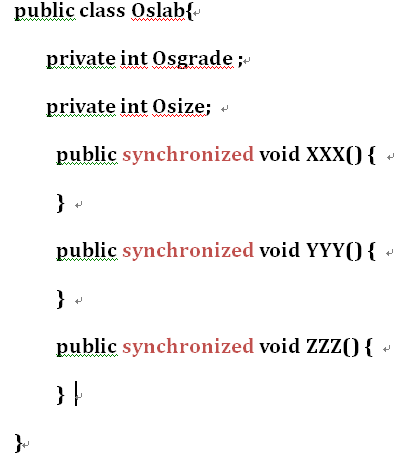 public class Oslab{
private int Osgrade ;
private int Osize;
public synchronized void XXX() {
}
public synchronized void YYY() {
}
public synchronized void ZZZ() {
}
}